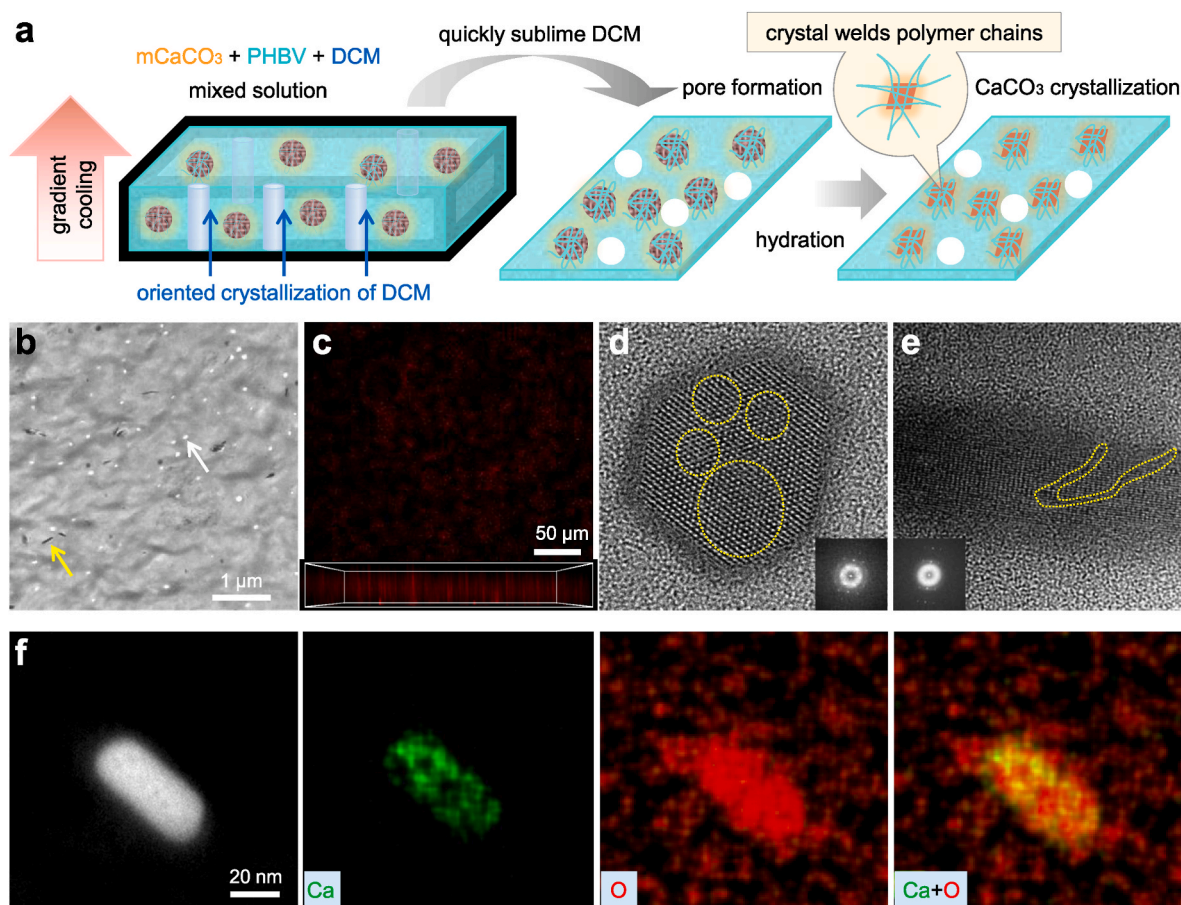 a
mCaCO₃ + PHBV + DCM
mixed solution
gradient
cooling
oriented crystallization of DCM
quickly sublime DCM
pore formation
hydration
crystal welds polymer chains
CaCO₃ crystallization
b
1 μm
c
50 μm
d
e
f
20 nm
Ca
O
Ca+O